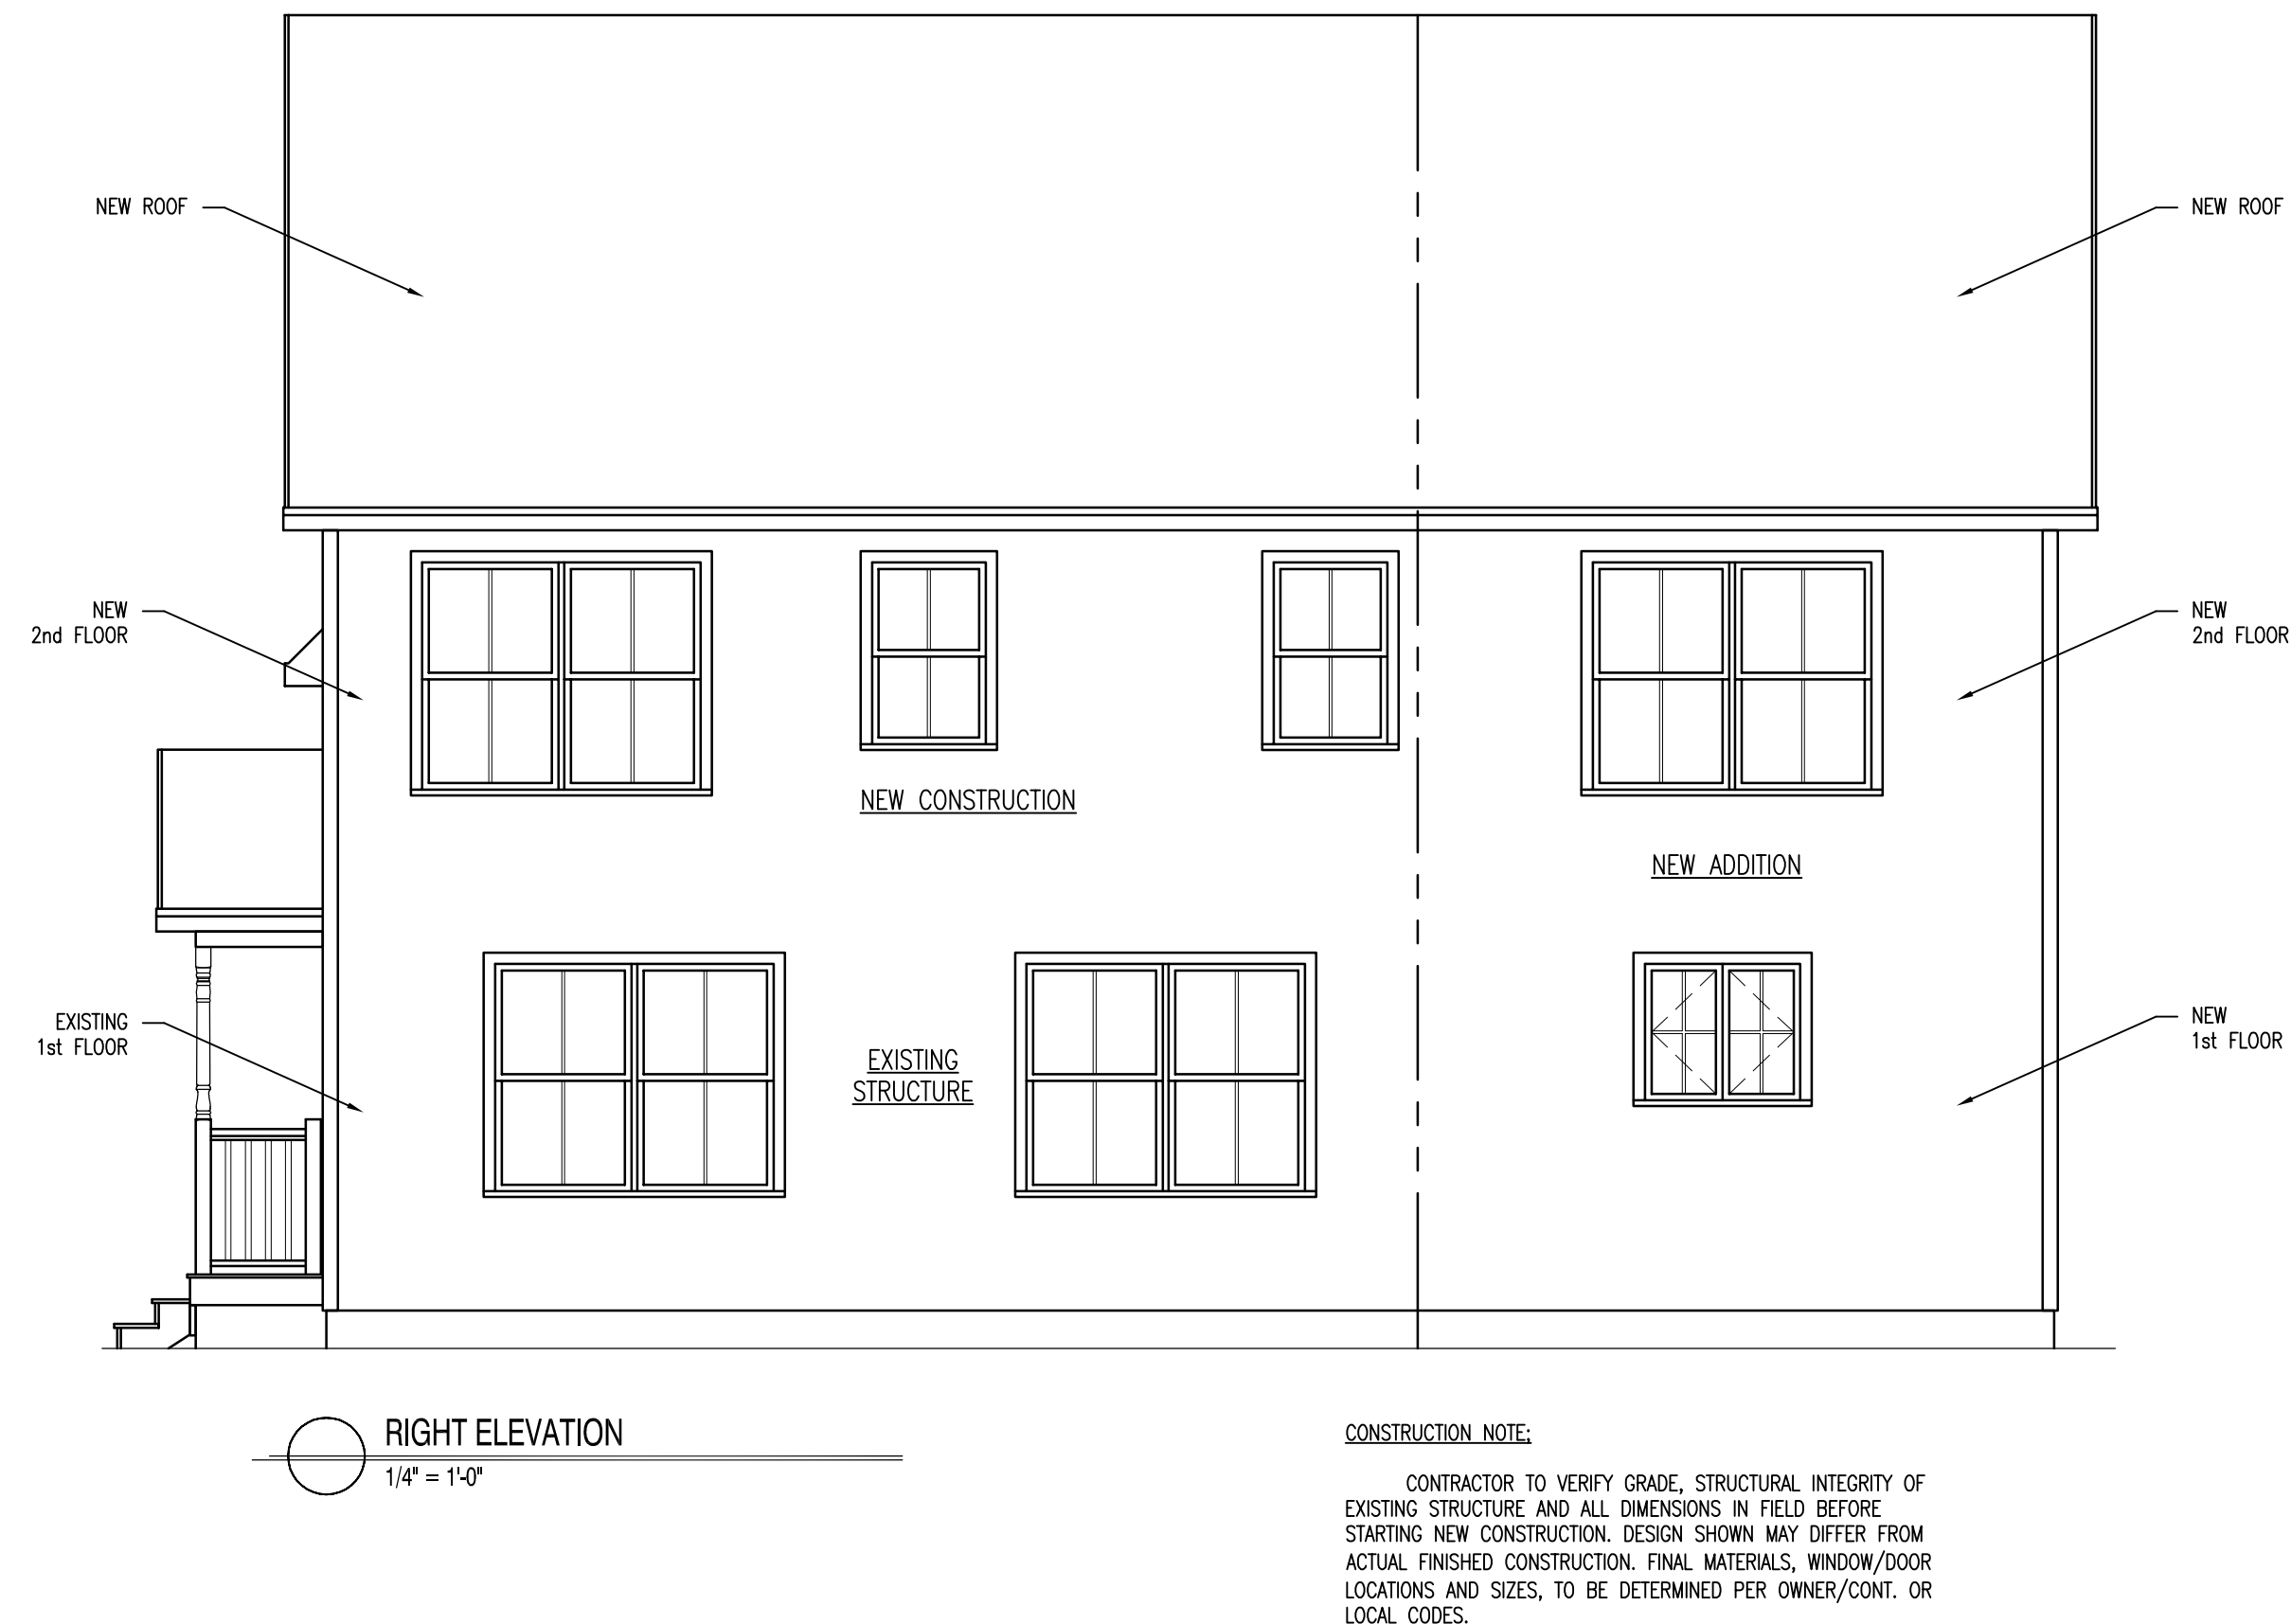 NEW ROOF
NEW ROOF
NEW
2nd FLOOR
NEW
2nd FLOOR
NEW CONSTRUCTION
NEW ADDITION
EXISTING
1st FLOOR
EXISTING
STRUCTURE
NEW
1st FLOOR
RIGHT ELEVATION
1/4" = 1'-0"
CONSTRUCTION NOTE;
CONTRACTOR TO VERIFY GRADE, STRUCTURAL INTEGRITY OF
EXISTING STRUCTURE AND ALL DIMENSIONS IN FIELD BEFORE
STARTING NEW CONSTRUCTION. DESIGN SHOWN MAY DIFFER FROM
ACTUAL FINISHED CONSTRUCTION. FINAL MATERIALS, WINDOW/DOOR
LOCATIONS AND SIZES, TO BE DETERMINED PER OWNER/CONT. OR
LOCAL CODES.